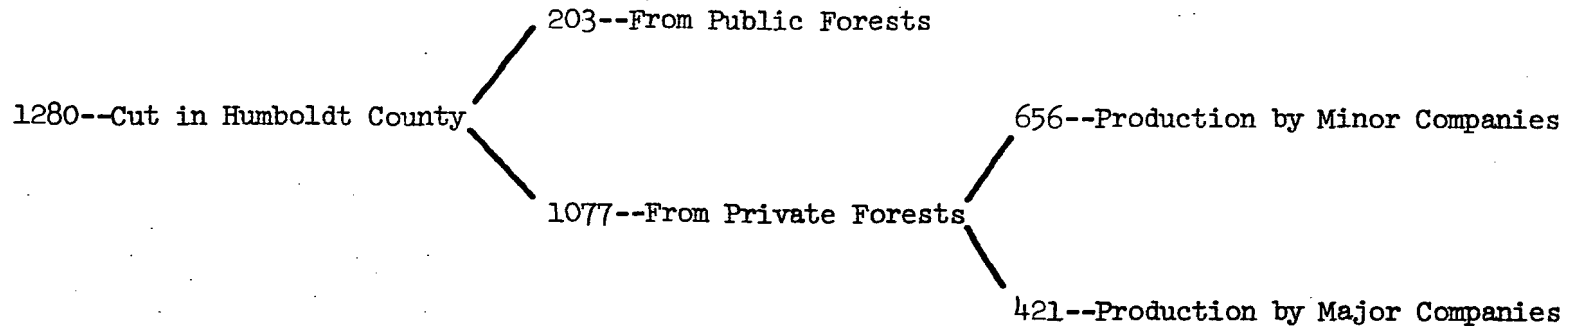 203--From Public Forests
1280--Cut in Humboldt County
656--Production by Minor Companies
1077--From Private Forests
421--Production by Major Companies